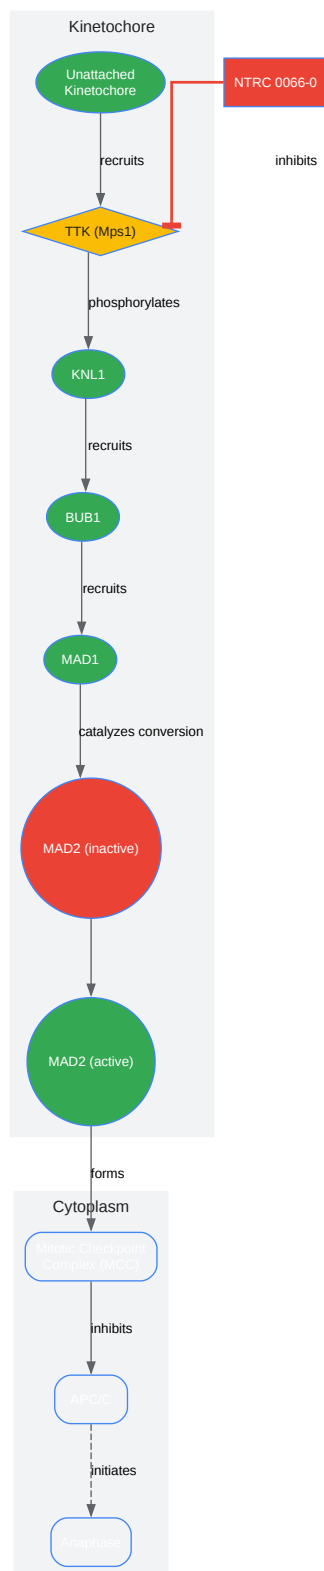 Kinetochore
Unattached
Kinetochore
NTRC 0066-0
recruits
inhibits
TTK (Mps1)
phosphorylates
KNL1
recruits
BUB1
recruits
MAD1
catalyzes conversion
MAD2 (inactive)
MAD2 (active)
forms
Cytoplasm
Mitotic Checkpoint
Complex (MCC)
inhibits
APC/C
initiates
Anaphase